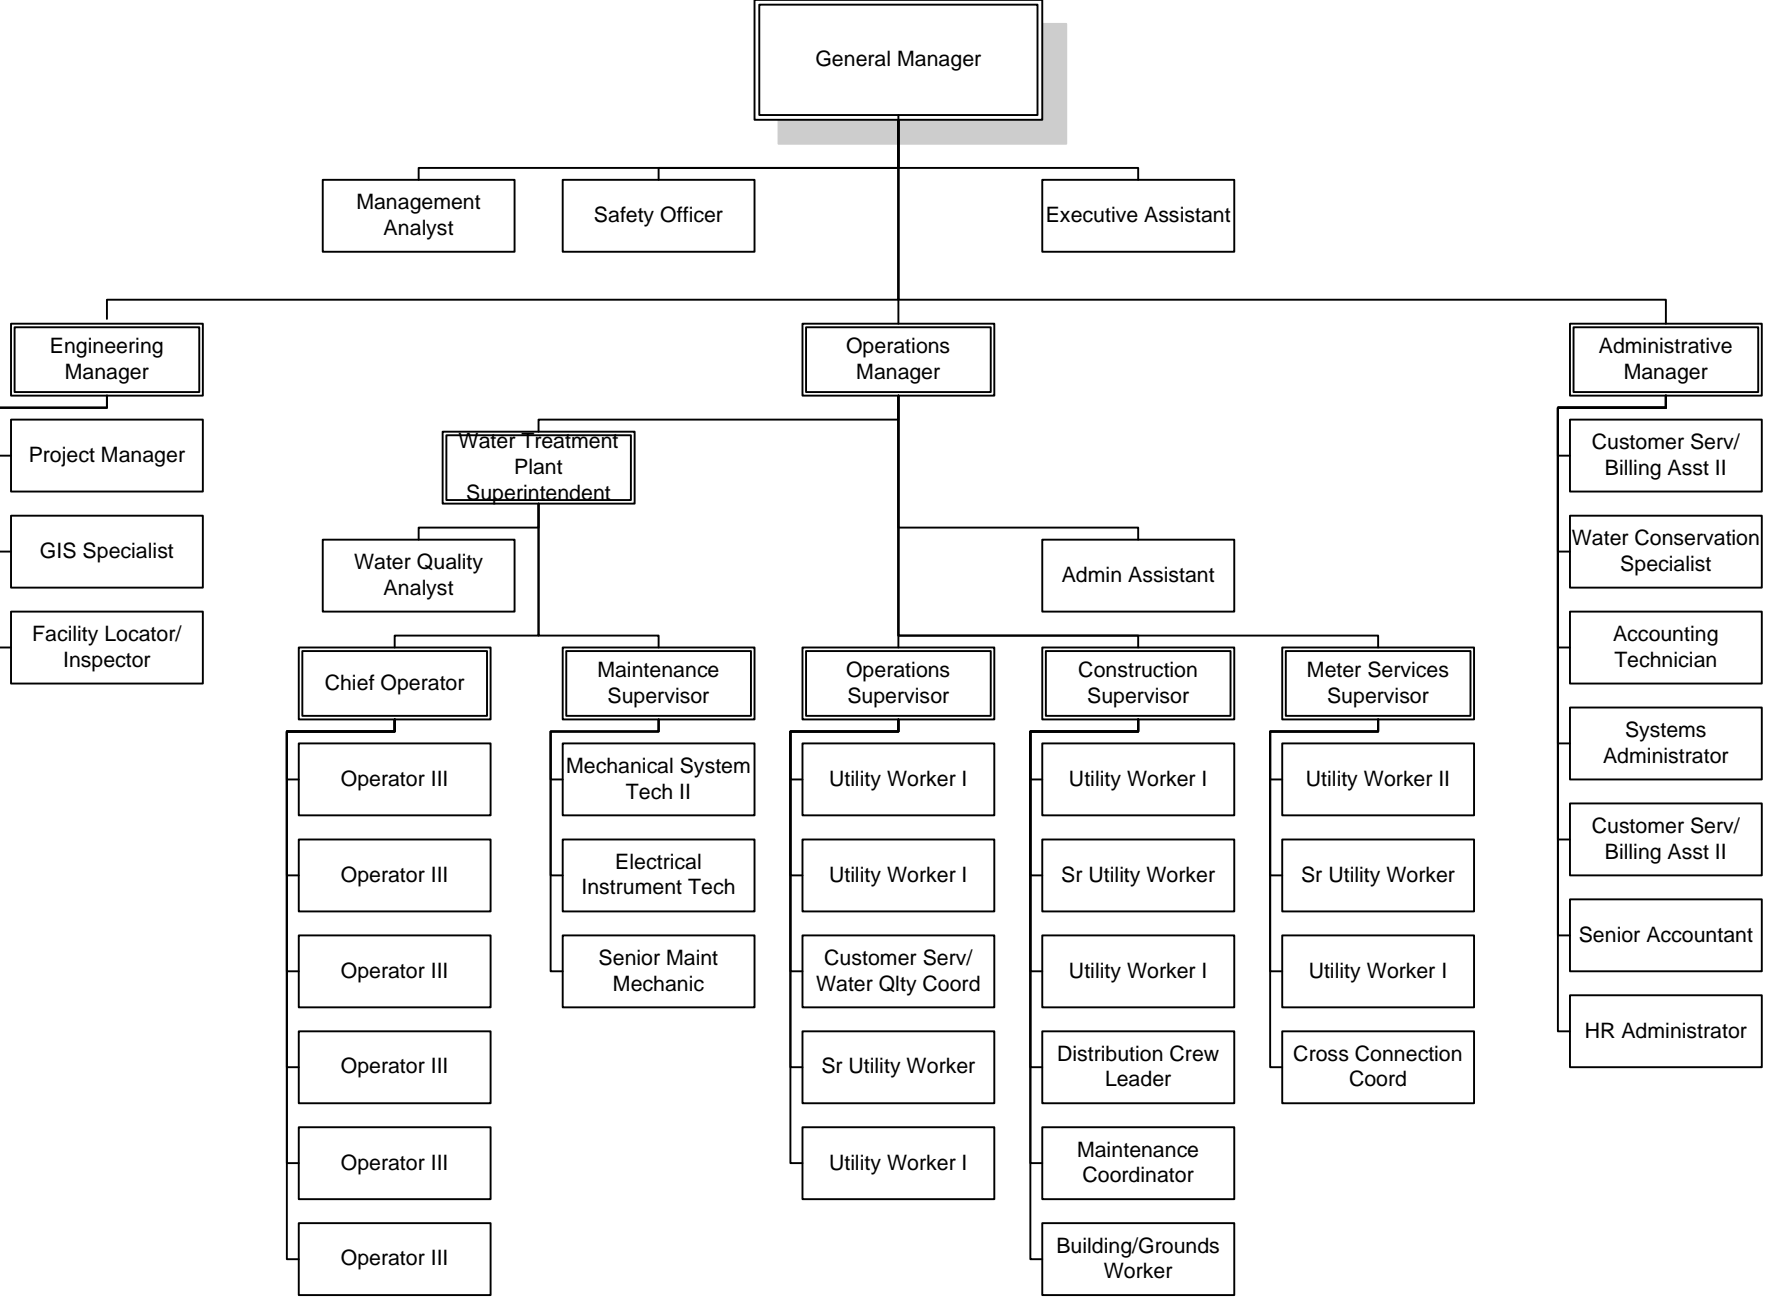 General Manager
Management
Analyst
Safety Officer
Executive Assistant
Engineering
Manager
Operations
Manager
Administrative
Manager
Project Manager
GIS Specialist
Facility Locator/
Inspector
Water Treatment
Plant
Superintendent
Water Quality
Analyst
Admin Assistant
Chief Operator
Operator III
Operator III
Operator III
Operator III
Operator III
Operator III
Maintenance
Supervisor
Mechanical System
Tech II
Electrical
Instrument Tech
Senior Maint
Mechanic
Operations
Supervisor
Utility Worker I
Utility Worker I
Customer Serv/
Water Qlty Coord
Sr Utility Worker
Utility Worker I
Construction
Supervisor
Utility Worker I
Sr Utility Worker
Utility Worker I
Distribution Crew
Leader
Maintenance
Coordinator
Building/Grounds
Worker
Meter Services
Supervisor
Utility Worker II
Sr Utility Worker
Utility Worker I
Cross Connection
Coord
Customer Serv/
Billing Asst II
Water Conservation
Specialist
Accounting
Technician
Systems
Administrator
Customer Serv/
Billing Asst II
Senior Accountant
HR Administrator